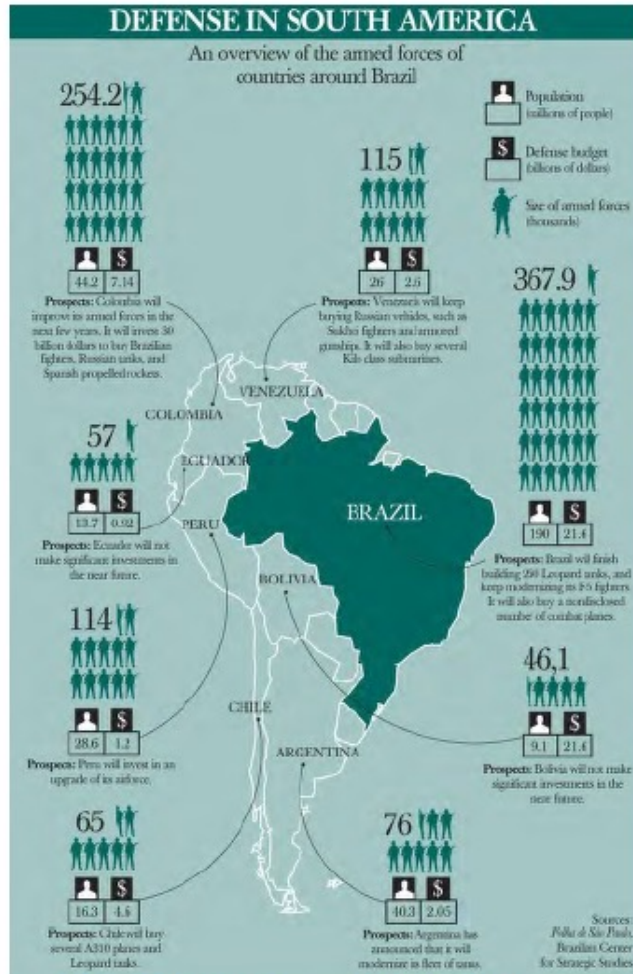 DEFENSE IN SOUTH AMERICA
An overview of the armed forces of
countries around Brazil
Population
(millions of people)
$
Defense budget
(billions of dollars)
Size of armed forces
(thousands)
254.2
$
44.2 7.14
Prospects: Colombia will
improve its armed forces in the
next few years. It will invest 30
billion dollars to buy Brazilian
fighters, Russian tanks, and
Spanish propelled rockets.
115
$
26 2.6
Prospects: Venezuela will keep
buying Russian vehicles, such as
Sukhoi fighters and armored
gunships. It will also buy several
Kilo class submarines.
367.9
$
190 21.4
Prospects: Brazil will finish
building 250 Leopard tanks, and
keep modernizing its F5 fighters
It will also buy a nondisclosed
number of combat planes.
VENEZUELA
COLOMBIA
ECUADOR
PERU
BRAZIL
BOLIVIA
CHILE
ARGENTINA
57
$
13.7 0.92
Prospects: Ecuador will not
make significant investments in
the near future.
114
$
28.6 1.2
Prospects: Peru will invest in an
upgrade of its airforce.
46,1
$
9.1 21.4
Prospects: Bolivia will not make
significant investments in the
near future.
65
$
16.3 4.6
Prospects: Chile will buy
several A310 planes and
Leopard tanks.
76
$
40.3 2.05
Prospects: Argentina has
announced that it will
modernize its fleet of tanks.
Sources:
Folha de São Paulo,
Brazilian Center
for Strategic Studies